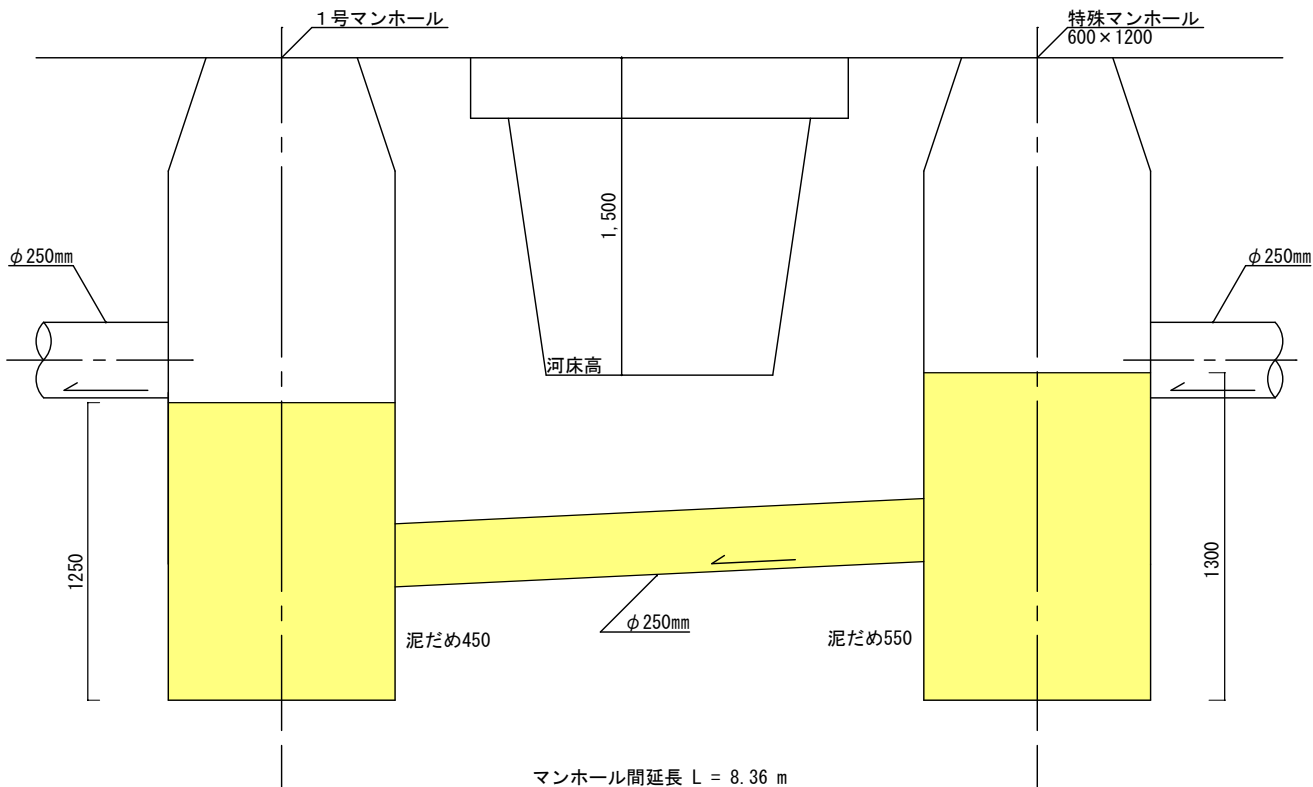 1号マンホール
特殊マンホール
600×1200
1,500
φ250mm
φ250mm
河床高
1250
1300
φ250mm
泥だめ450
泥だめ550
マンホール間延長 L = 8.36 m